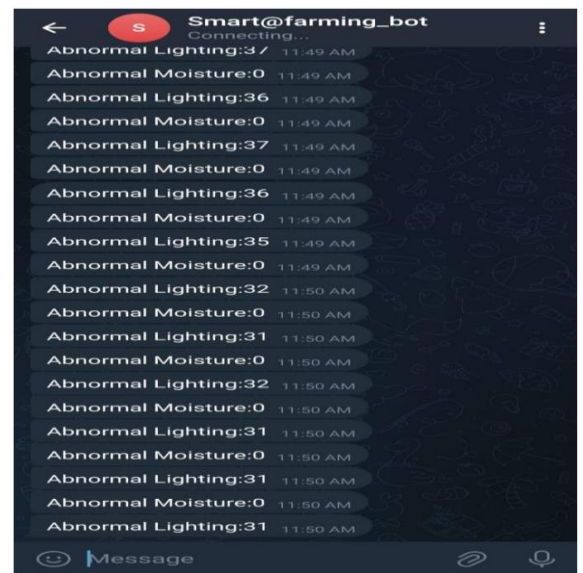 S
Smart@farming_bot
Connecting...
Abnormal Lighting:37 11:49 AM
Abnormal Moisture:0 11:49 AM
Abnormal Lighting:36 11:49 AM
Abnormal Moisture:0 11:49 AM
Abnormal Lighting:37 11:49 AM
Abnormal Moisture:0 11:49 AM
Abnormal Lighting:36 11:49 AM
Abnormal Moisture:0 11:49 AM
Abnormal Lighting:35 11:49 AM
Abnormal Moisture:0 11:49 AM
Abnormal Lighting:32 11:50 AM
Abnormal Moisture:0 11:50 AM
Abnormal Lighting:31 11:50 AM
Abnormal Moisture:0 11:50 AM
Abnormal Lighting:32 11:50 AM
Abnormal Moisture:0 11:50 AM
Abnormal Lighting:31 11:50 AM
Abnormal Moisture:0 11:50 AM
Abnormal Lighting:31 11:50 AM
Abnormal Moisture:0 11:50 AM
Abnormal Lighting:31 11:50 AM
Message